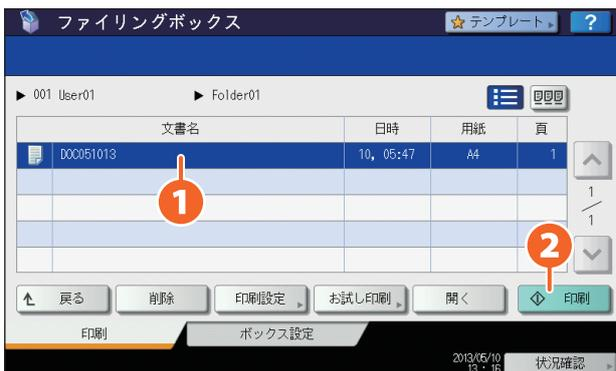 ファイリングボックス テンプレート ?
001 User01 Folder01
文書名 日時 用紙 頁
DOC051013 10, 05:47 A4 1
1
1
1
2
戻る 削除 印刷設定 お試し印刷 開く 印刷
印刷 ボックス設定
2013/05/10
13:16 状況確認